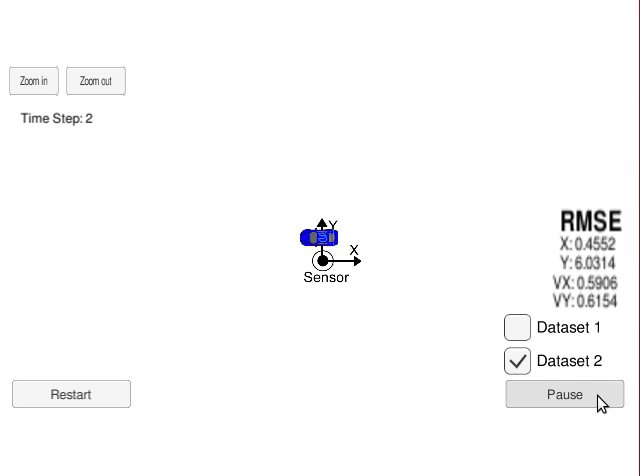 Zoom in Zoom out
Time Step: 2
Y
X
Sensor
RMSE
X: 0.4552
Y: 6.0314
VX: 0.5906
VY: 0.6154
Dataset 1
Dataset 2
Restart
Pause